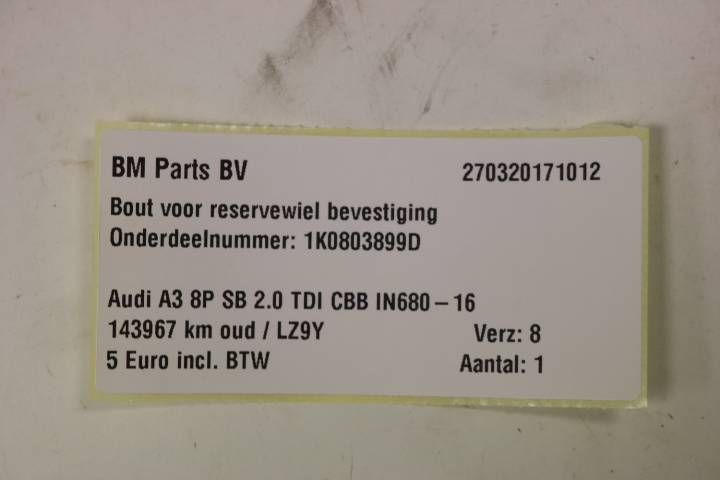 BM Parts BV 270320171012
Bout voor reservewiel bevestiging
Onderdeelnummer: 1K0803899D
Audi A3 8P SB 2.0 TDI CBB IN680 - 16
143967 km oud / LZ9Y Verz: 8
5 Euro incl. BTW Aantal: 1